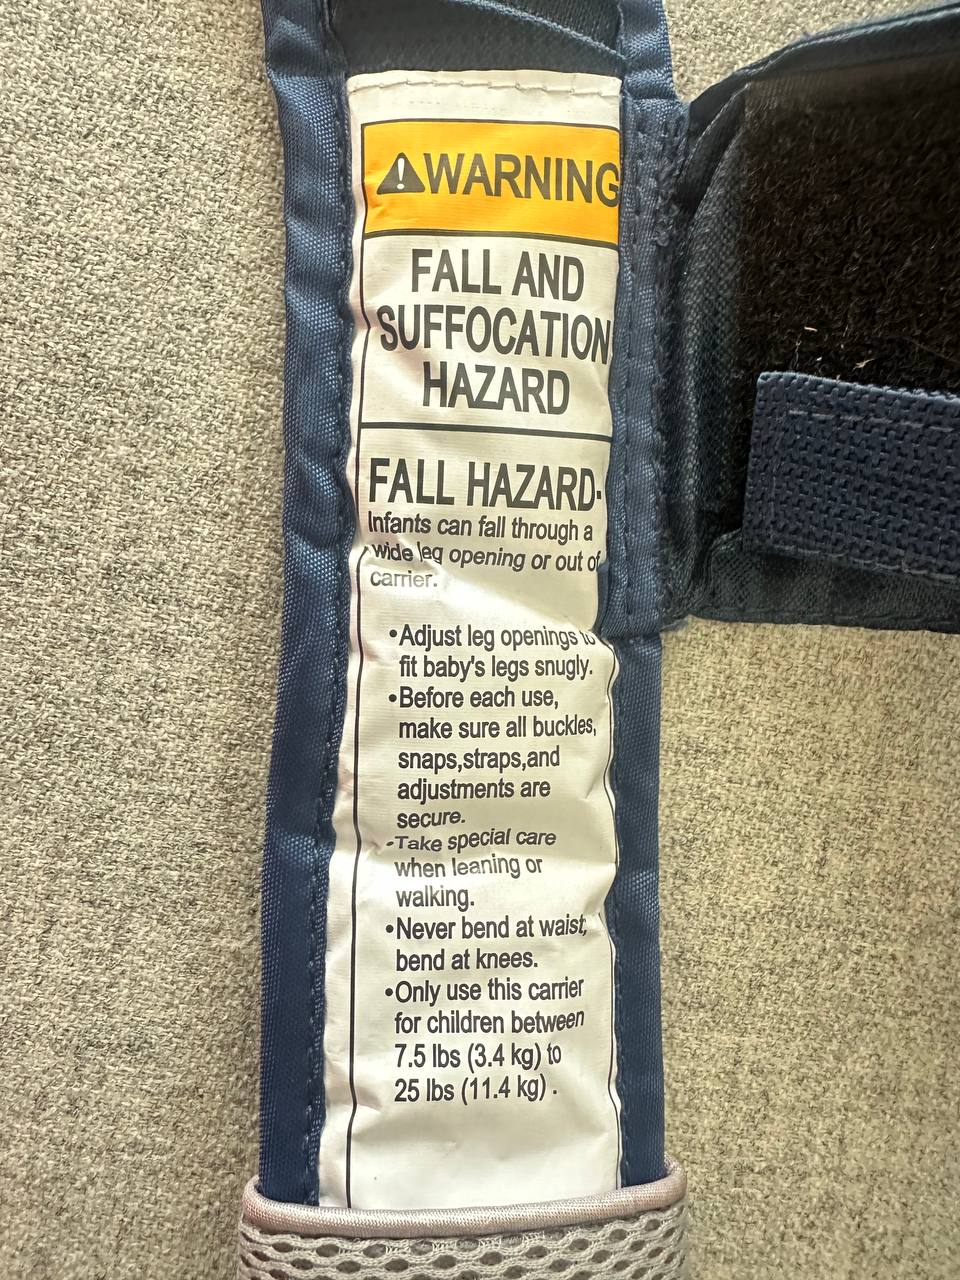 WARNING
FALL AND
SUFFOCATION
HAZARD
FALL HAZARD-
Infants can fall through a
wide leg opening or out of
carrier.
•Adjust leg openings to
fit baby's legs snugly.
•Before each use,
make sure all buckles,
snaps,straps,and
adjustments are
secure.
•Take special care
when leaning or
walking.
•Never bend at waist;
bend at knees.
•Only use this carrier
for children between
7.5 lbs (3.4 kg) to
25 lbs (11.4 kg) .